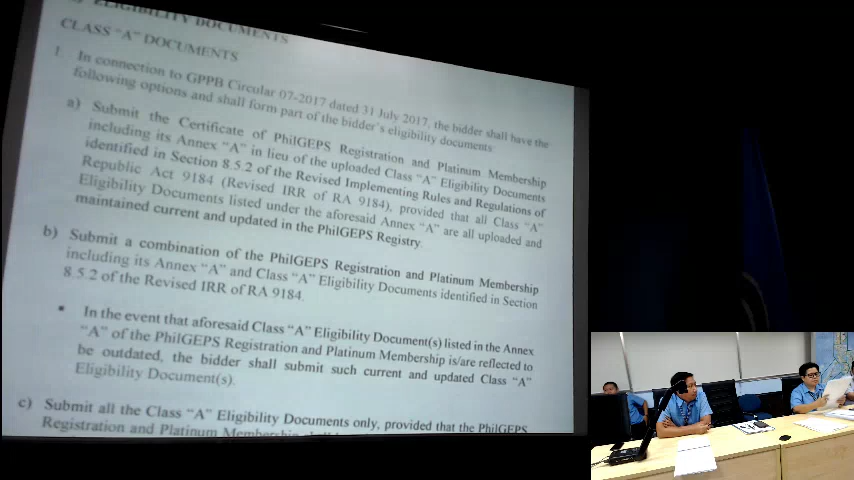 ELIGIBILITY DOCUMENTS
CLASS "A" DOCUMENTS
1. In connection to GPPB Circular 07-2017 dated 31 July 2017, the bidder shall have the
following options and shall form part of the bidder's eligibility documents:
a) Submit the Certificate of PhilGEPS Registration and Platinum Membership
including its Annex "A" in lieu of the uploaded Class "A" Eligibility Documents
identified in Section 8.5.2 of the Revised Implementing Rules and Regulations of
Republic Act 9184 (Revised IRR of RA 9184), provided that all Class "A"
Eligibility Documents listed under the aforesaid Annex "A" are all uploaded and
maintained current and updated in the PhilGEPS Registry.
b) Submit a combination of the PhilGEPS Registration and Platinum Membership
including its Annex "A" and Class "A" Eligibility Documents identified in Section
8.5.2 of the Revised IRR of RA 9184.
▪ In the event that aforesaid Class "A" Eligibility Document(s) listed in the Annex
"A" of the PhilGEPS Registration and Platinum Membership is/are reflected to
be outdated, the bidder shall submit such current and updated Class "A"
Eligibility Document(s).
c) Submit all the Class "A" Eligibility Documents only, provided that the PhilGEPS
Registration and Platinum Membership